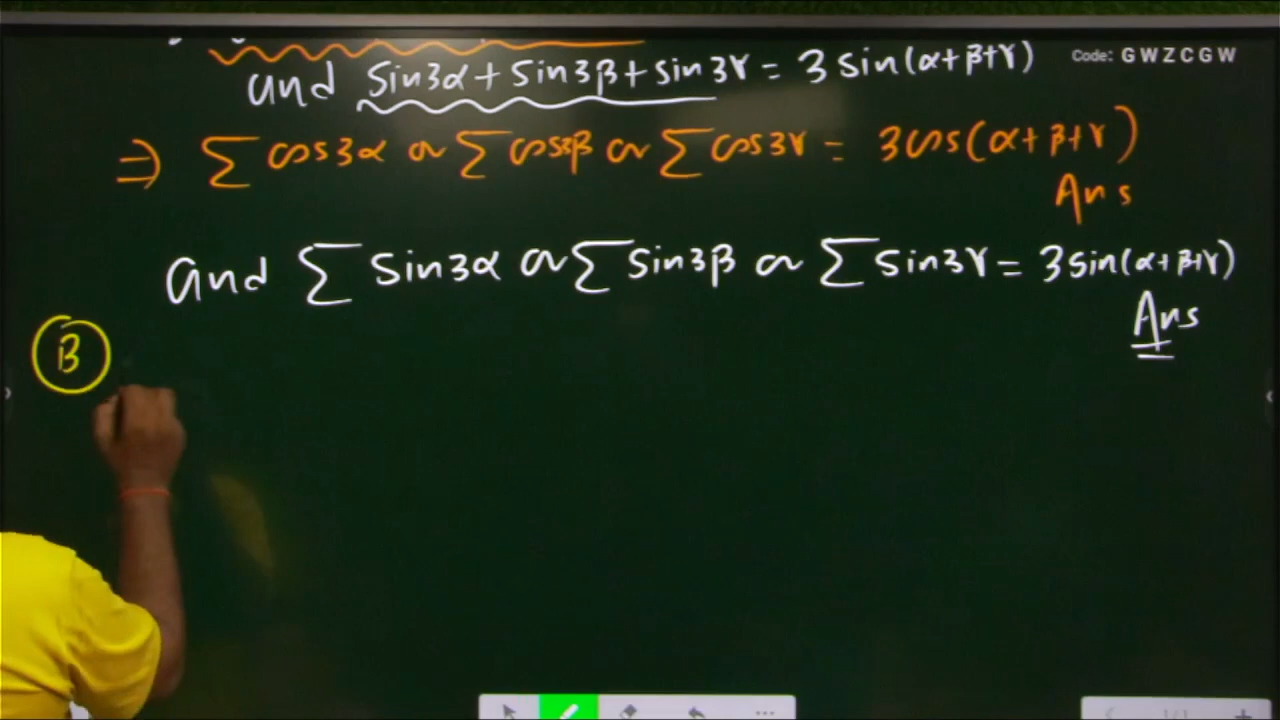 and sin3α + sin3β + sin3γ = 3 sin(α+β+γ)
Code: GWZCGW
⇒ ∑ cos3α or ∑ cos3β or ∑ cos3γ = 3cos(α+β+γ)
Ans
and ∑ sin3α or ∑ sin3β or ∑ sin3γ = 3sin(α+β+γ)
Ans
B